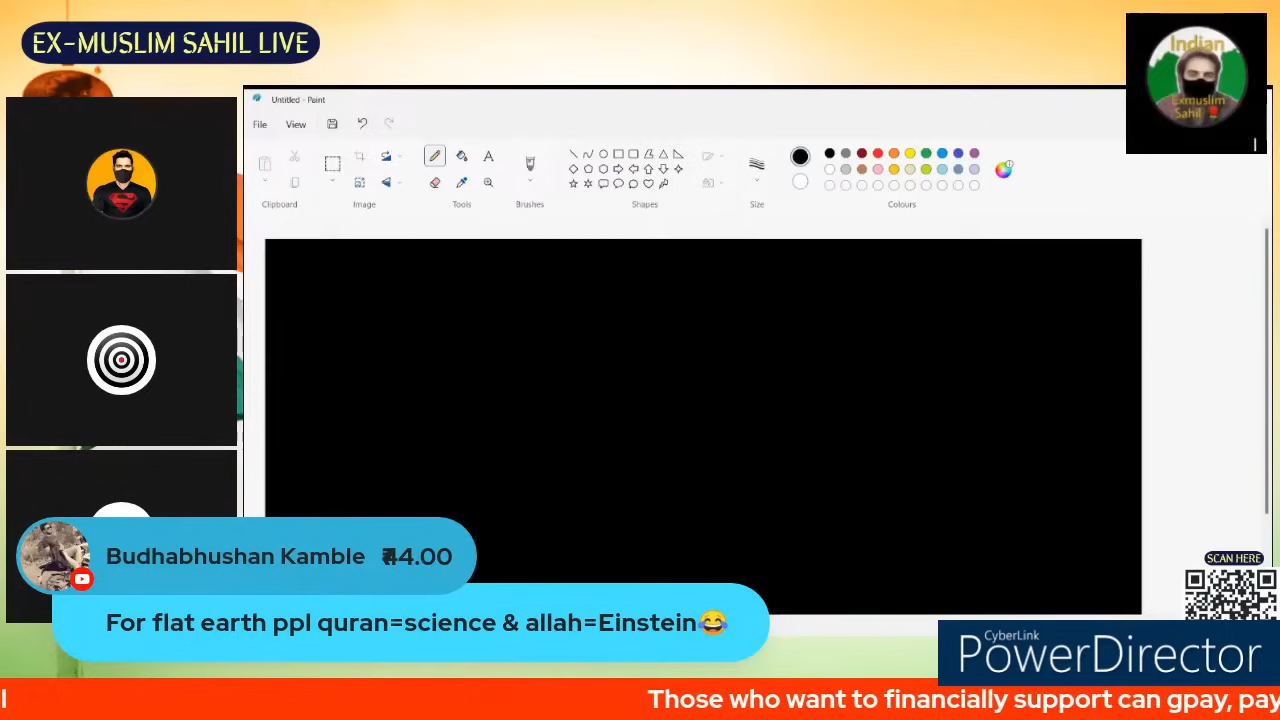 EX-MUSLIM SAHIL LIVE
Indian
Exmuslim
Sahil
Untitled - Paint
File View
Clipboard Image Tools Brushes Shapes Size Colours
Budhabhushan Kamble ₹44.00
For flat earth ppl quran=science & allah=Einstein😂
SCAN HERE
CyberLink
PowerDirector
Those who want to financially support can gpay, pay